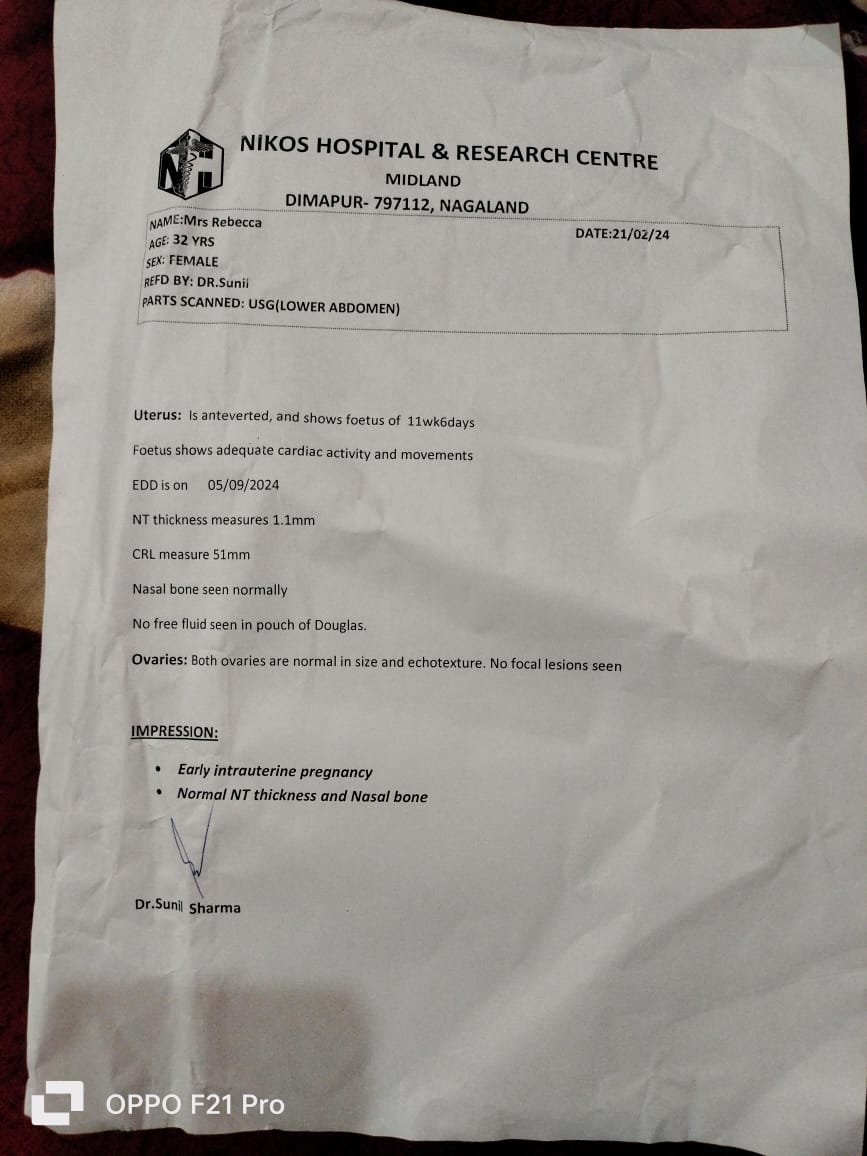 NIKOS HOSPITAL & RESEARCH CENTRE
MIDLAND
DIMAPUR- 797112, NAGALAND
NAME:Mrs Rebecca
DATE:21/02/24
AGE: 32 YRS
SEX: FEMALE
REFD BY: DR.Sunil
PARTS SCANNED: USG(LOWER ABDOMEN)
Uterus: Is anteverted, and shows foetus of 11wk6days
Foetus shows adequate cardiac activity and movements
EDD is on 05/09/2024
NT thickness measures 1.1mm
CRL measure 51mm
Nasal bone seen normally
No free fluid seen in pouch of Douglas.
Ovaries: Both ovaries are normal in size and echotexture. No focal lesions seen
IMPRESSION:
• Early intrauterine pregnancy
• Normal NT thickness and Nasal bone
Dr.Sunil Sharma
OPPO F21 Pro